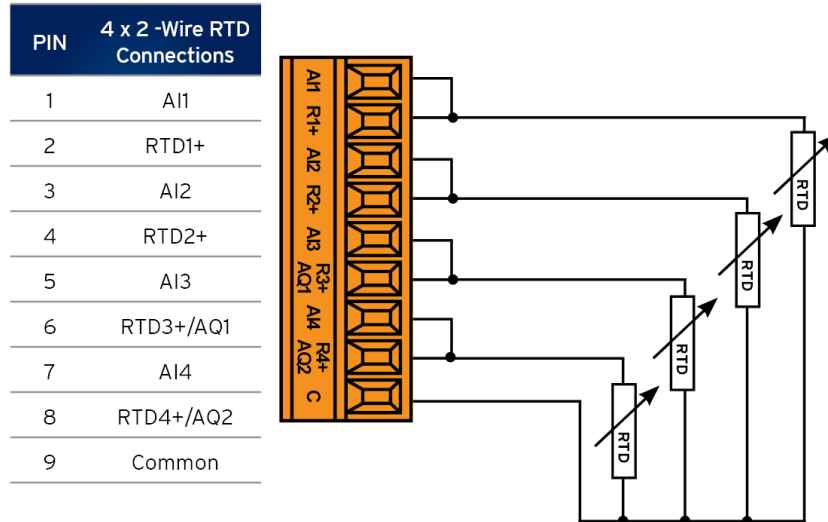 PIN 4 x 2 -Wire RTD
Connections
1 AI1
2 RTD1+
3 AI2
4 RTD2+
5 AI3
6 RTD3+/AQ1
7 AI4
8 RTD4+/AQ2
9 Common
AI1
R1+
AI2
R2+
AI3
R3+
AQ1
AI4
R4+
AQ2
C
RTD
RTD
RTD
RTD